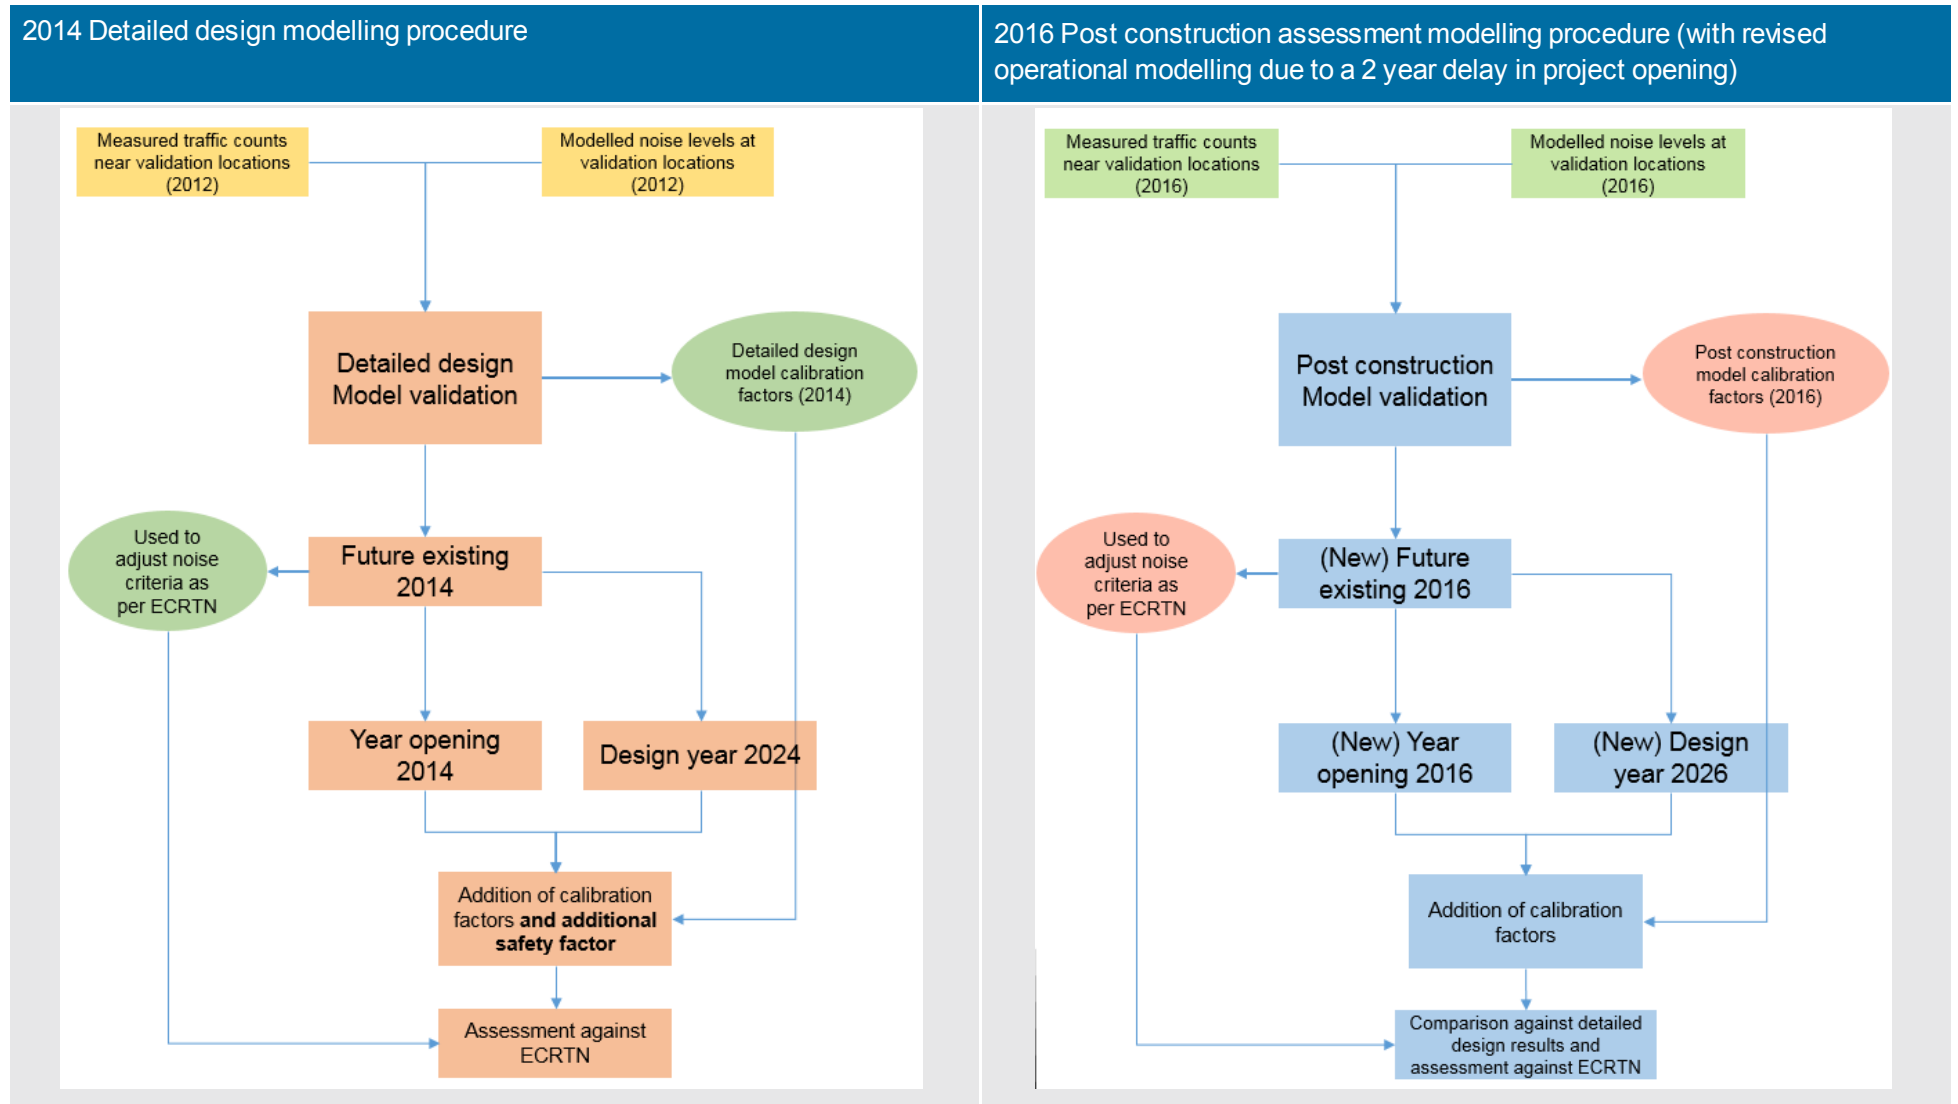 2014 Detailed design modelling procedure
Measured traffic counts
near validation locations
(2012)
Modelled noise levels at
validation locations
(2012)
Detailed design
Model validation
Detailed design
model calibration
factors (2014)
Used to
adjust noise
criteria as
per ECRTN
Future existing
2014
Year opening
2014
Design year 2024
Addition of calibration
factors and additional
safety factor
Assessment against
ECRTN
2016 Post construction assessment modelling procedure (with revised
operational modelling due to a 2 year delay in project opening)
Measured traffic counts
near validation locations
(2016)
Modelled noise levels at
validation locations
(2016)
Post construction
Model validation
Post construction
model calibration
factors (2016)
Used to
adjust noise
criteria as
per ECRTN
(New) Future
existing 2016
(New) Year
opening 2016
(New) Design
year 2026
Addition of calibration
factors
Comparison against detailed
design results and
assessment against ECRTN